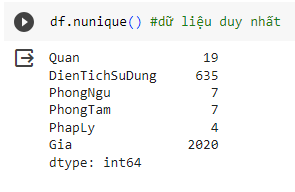 df.nunique() #dữ liệu duy nhất
Quan 19
DienTichSuDung 635
PhongNgu 7
PhongTam 7
PhapLy 4
Gia 2020
dtype: int64